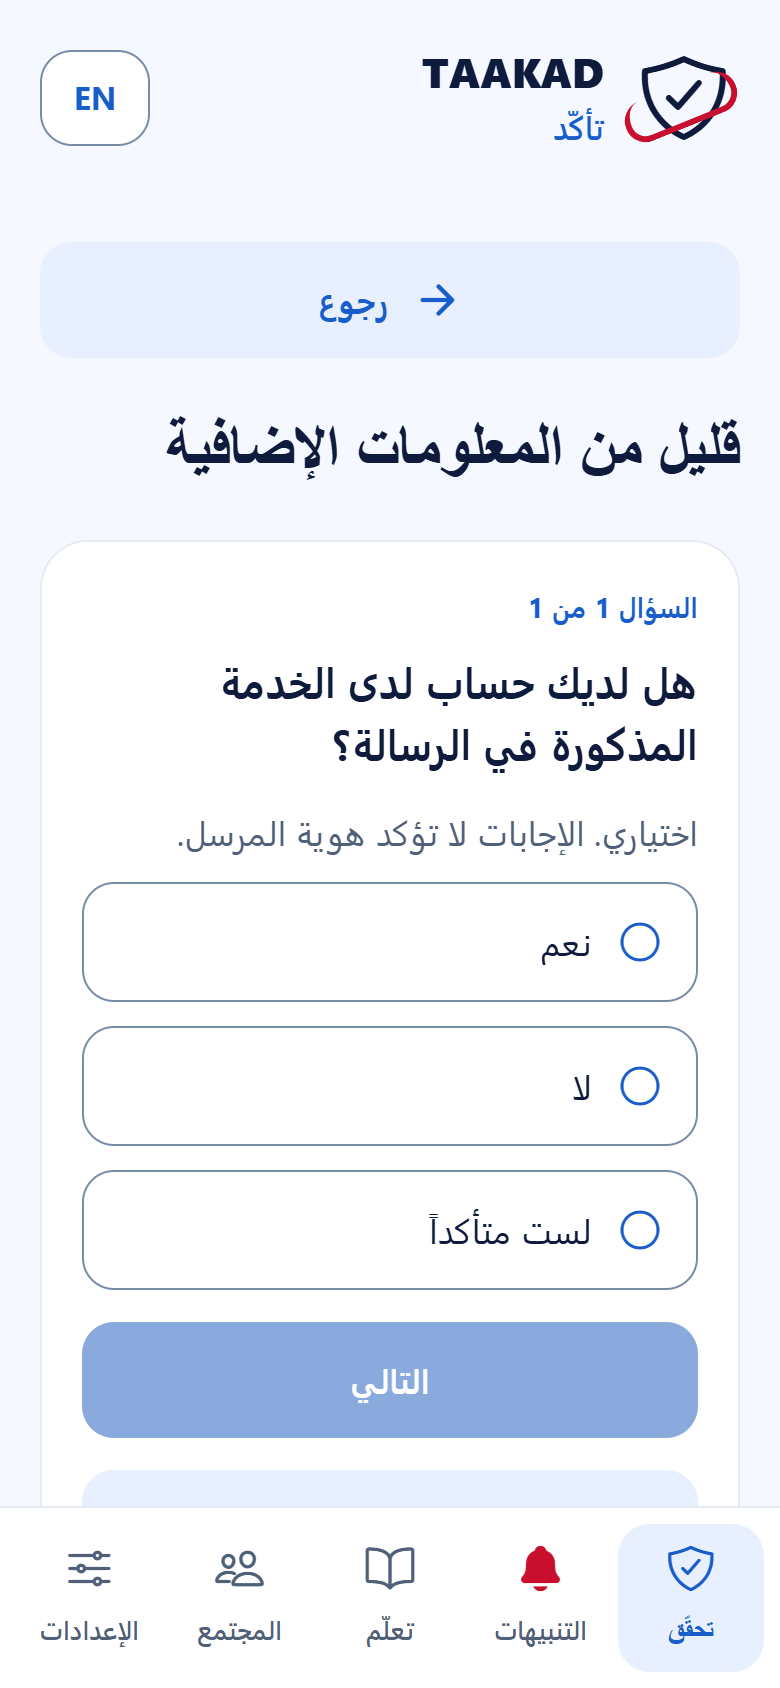 TAAKAD
تأكّد
EN
رجوع
قليل من المعلومات الإضافية
السؤال 1 من 1
هل لديك حساب لدى الخدمة
المذكورة في الرسالة؟
اختياري. الإجابات لا تؤكد هوية المرسل.
نعم
لا
لست متأكداً
التالي
تحقّق
التنبيهات
تعلّم
المجتمع
الإعدادات